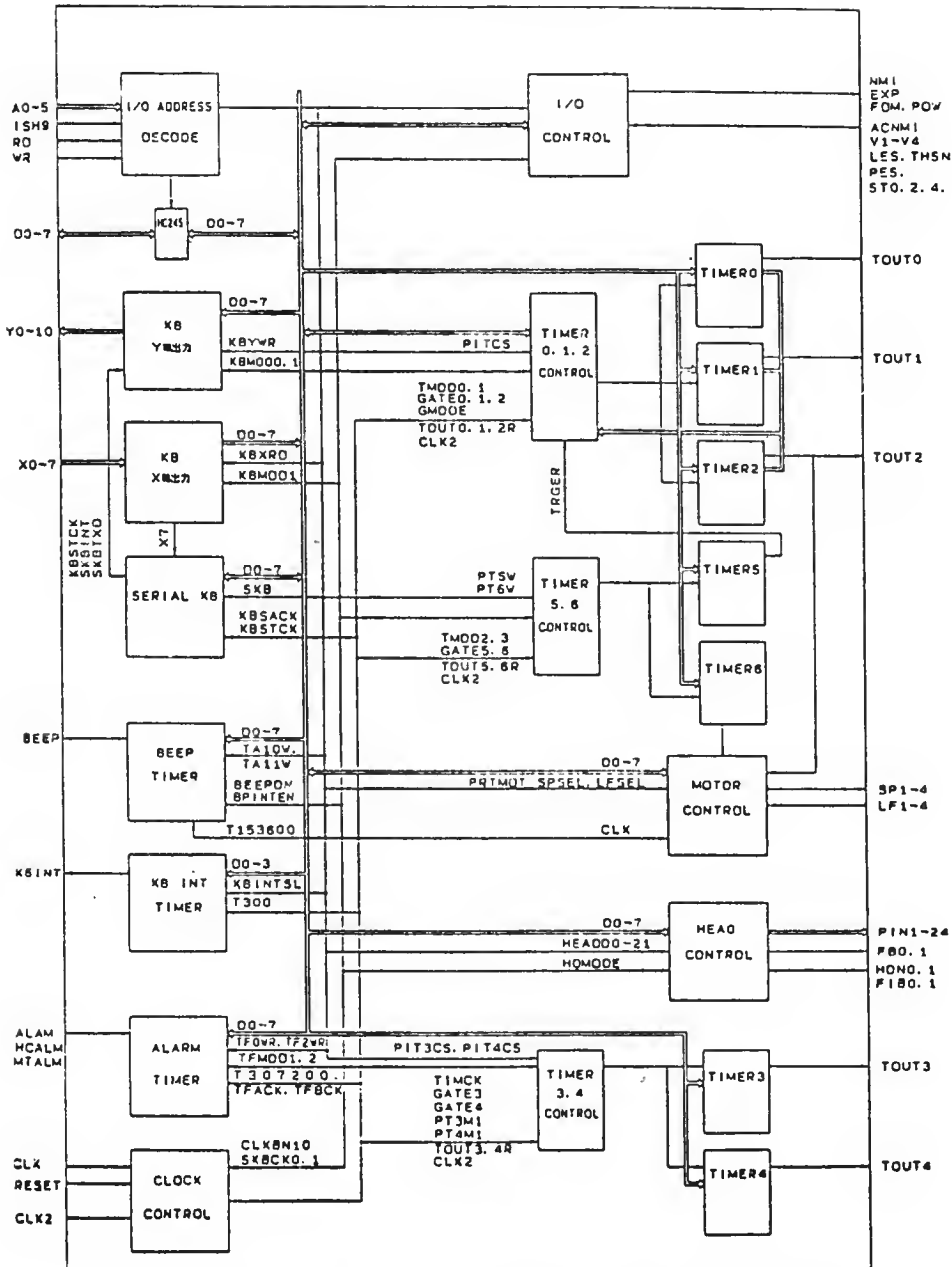 A0-5
ISH9
RD
WR
I/O ADDRESS
DECODE
I/O
CONTROL
NMI
EXP
FDM. POW
ACNMI
V1-V4
LES. THSN
PES.
ST0. 2. 4.
D0-7
HC245
D0-7
Y0-10
KB
D0-7
KBYWR
KBMOD0.1
PITCS
TIMER
0. 1. 2
CONTROL
TIMER0
TOUT0
TIMER1
TOUT1
TMOD0. 1
GATE0. 1. 2
GMODE
TOUT0. 1. 2R
CLK2
X0-7
KB
D0-7
KBXRD
KBMOD1
TIMER2
TOUT2
TRGER
KBSTCK
SKBINT
SKBTXD
X7
SERIAL KB
D0-7
SKB
KBSACK
KBSTCK
PT5W
PT6W
TIMER
5. 6
CONTROL
TIMER5
TMOD2. 3
GATE5. 6
TOUT5. 6R
CLK2
TIMER6
BEEP
BEEP
TIMER
D0-7
TA10W.
TA11W
BEEPON
BPINTEN
T153600
D0-7
PRTMOT. SPSEL. LFSEL
CLK
MOTOR
CONTROL
SP1-4
LF1-4
KBINT
KB INT
TIMER
D0-3
KBINTSL
T300
D0-7
HEADD0-21
HDMODE
HEAD
CONTROL
PIN1-24
FB0. 1
HDN0. 1
FIB0. 1
ALAM
HCALM
MTALM
ALARM
TIMER
D0-7
TF0WR. TF2WR
TFMOD1. 2
T307200.
TFACK. TFBCK
PIT3CS. PIT4CS
TIMCK
GATE3
GATE4
PT3M1
PT4M1
TOUT3. 4R
CLK2
TIMER
3. 4
CONTROL
TIMER3
TOUT3
TIMER4
TOUT4
CLK
RESET
CLK2
CLOCK
CONTROL
CLKBN10
SKBCK0. 1